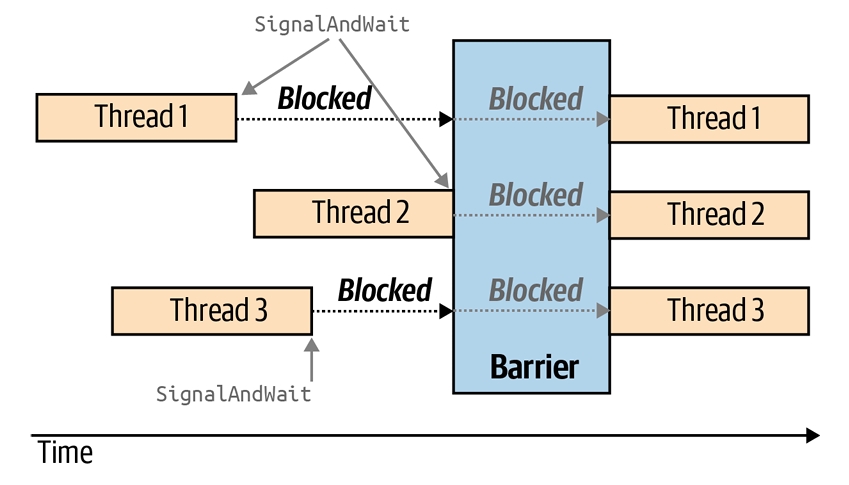 SignalAndWait
Thread 1
Blocked
Blocked
Thread 1
Thread 2
Blocked
Thread 2
Thread 3
Blocked
Blocked
Thread 3
Barrier
SignalAndWait
Time